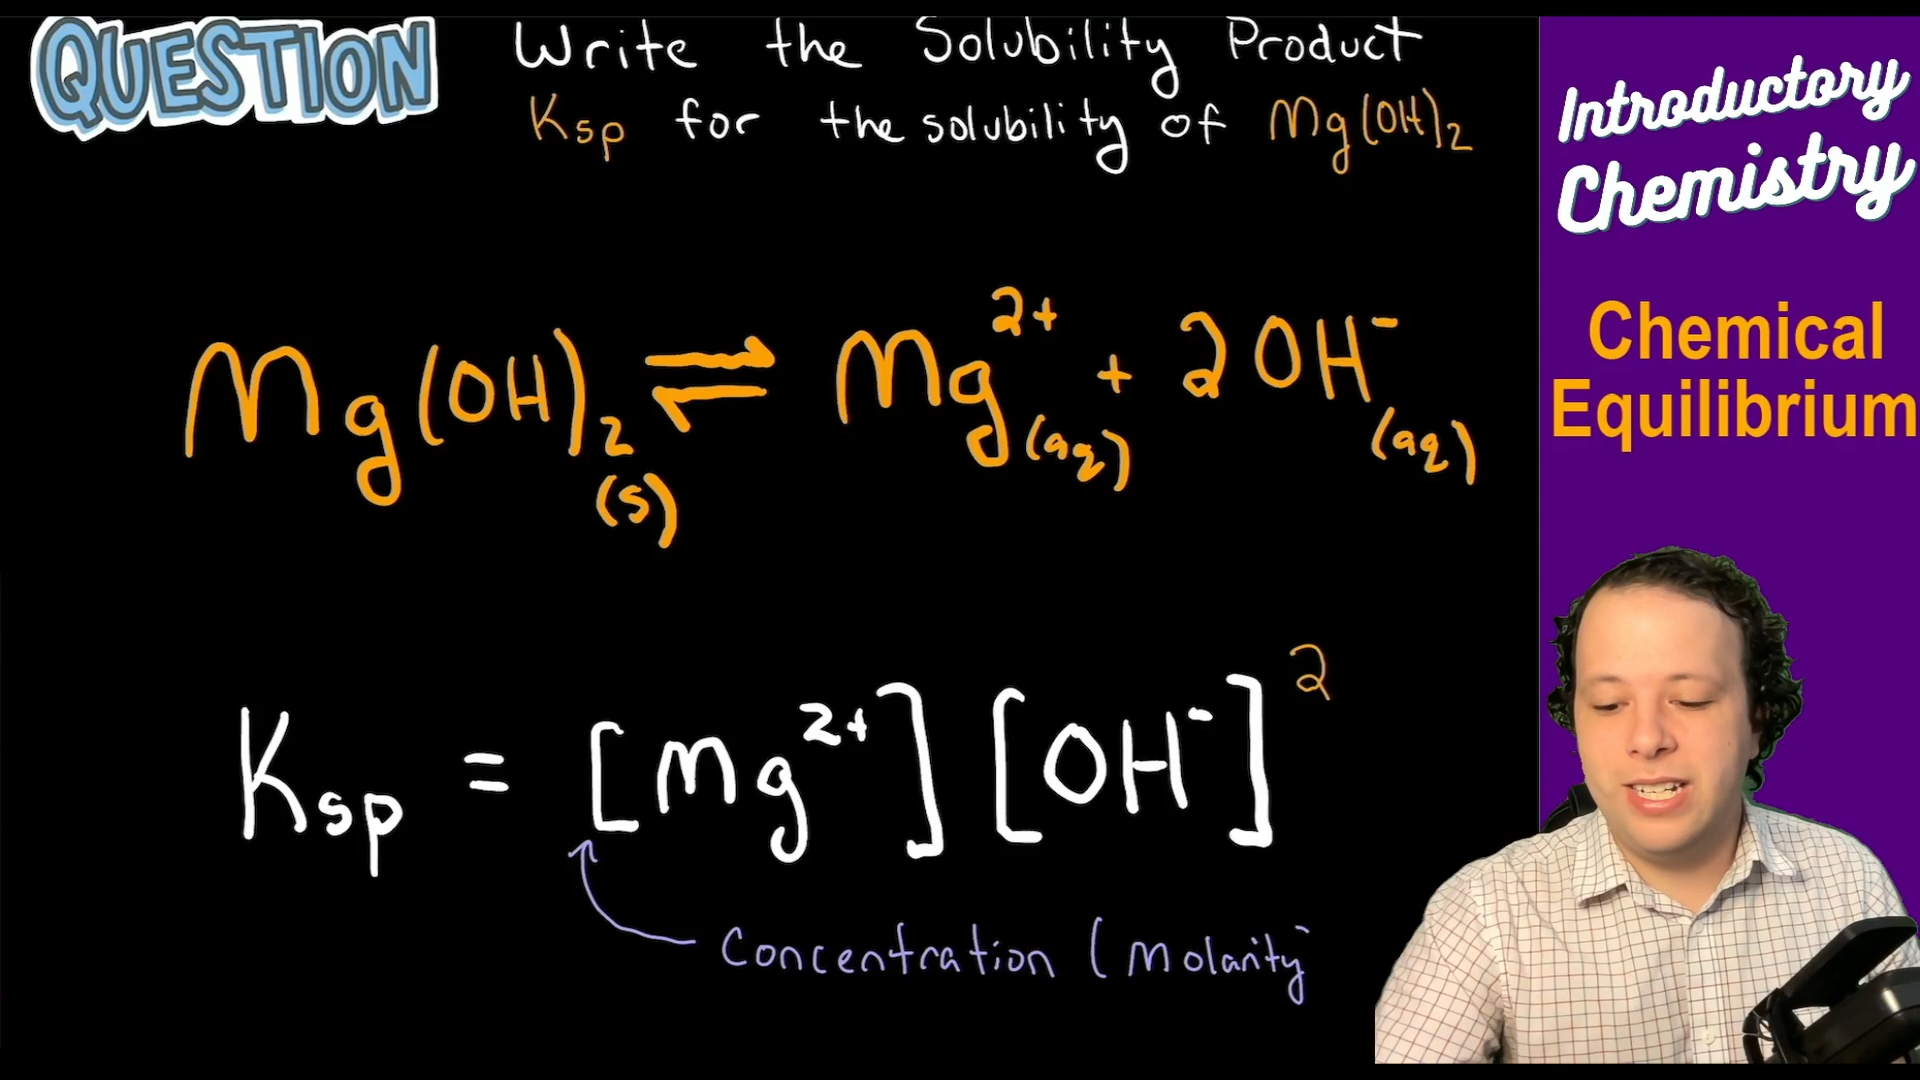 QUESTION
Write the Solubility Product
Ksp for the solubility of Mg(OH)₂
Mg(OH)₂(s) ⇌ Mg²⁺(aq) + 2OH⁻(aq)
Ksp = [Mg²⁺][OH⁻]²
Concentration (Molarity
Introductory
Chemistry
Chemical
Equilibrium